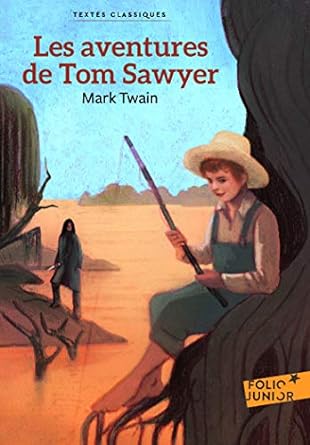 TEXTES CLASSIQUES
Les aventures
de Tom Sawyer
Mark Twain
FOLIO
JUNIOR